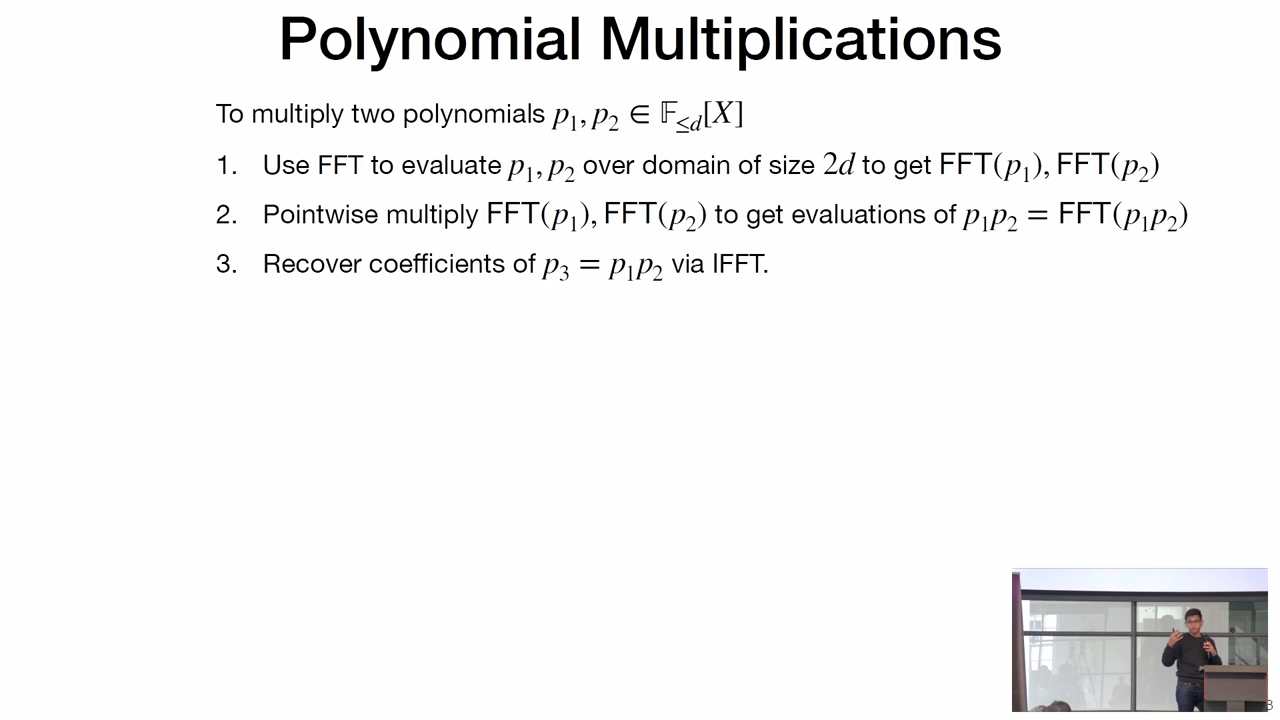 Polynomial Multiplications
To multiply two polynomials p₁, p₂ ∈ 𝔽≤d[X]
1. Use FFT to evaluate p₁, p₂ over domain of size 2d to get FFT(p₁), FFT(p₂)
2. Pointwise multiply FFT(p₁), FFT(p₂) to get evaluations of p₁p₂ = FFT(p₁p₂)
3. Recover coefficients of p₃ = p₁p₂ via IFFT.